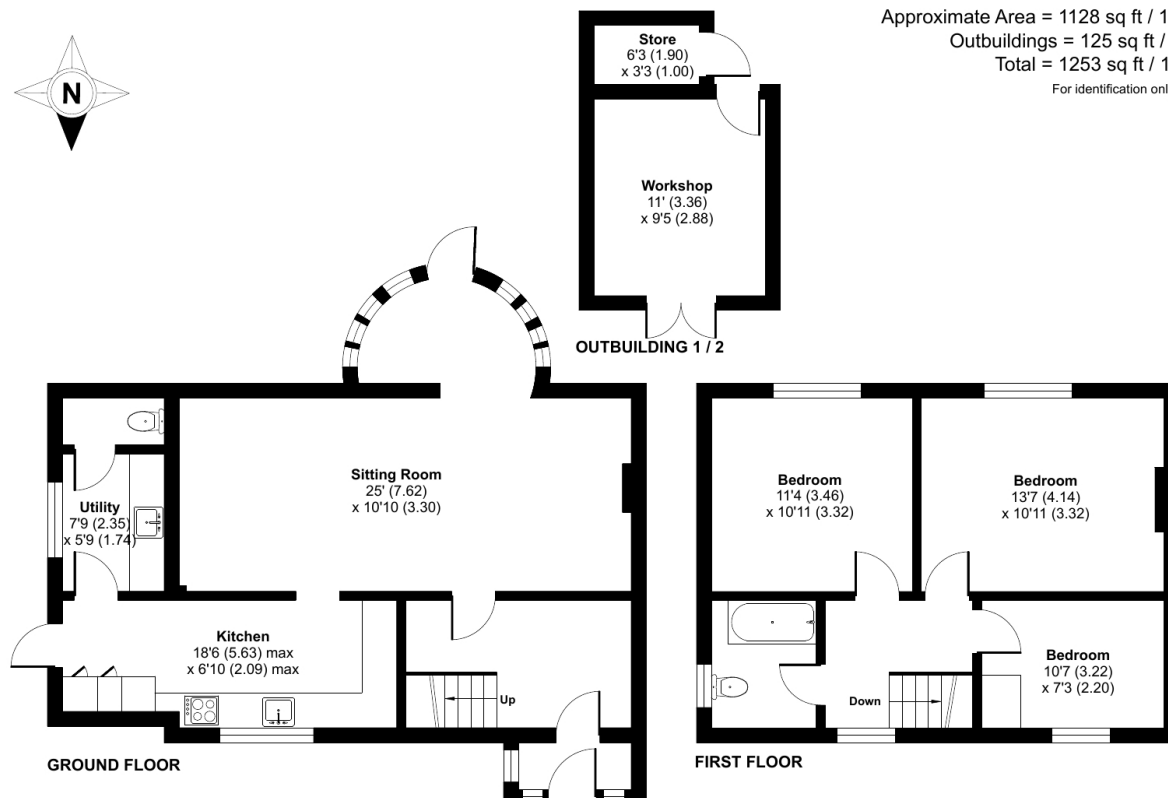 Approximate Area = 1128 sq ft / 1
Outbuildings = 125 sq ft /
Total = 1253 sq ft / 1
For identification onl
N
Store
6'3 (1.90)
x 3'3 (1.00)
Workshop
11' (3.36)
x 9'5 (2.88)
OUTBUILDING 1 / 2
Sitting Room
25' (7.62)
x 10'10 (3.30)
Utility
7'9 (2.35)
x 5'9 (1.74)
Kitchen
18'6 (5.63) max
x 6'10 (2.09) max
Up
GROUND FLOOR
Bedroom
11'4 (3.46)
x 10'11 (3.32)
Bedroom
13'7 (4.14)
x 10'11 (3.32)
Bedroom
10'7 (3.22)
x 7'3 (2.20)
Down
FIRST FLOOR